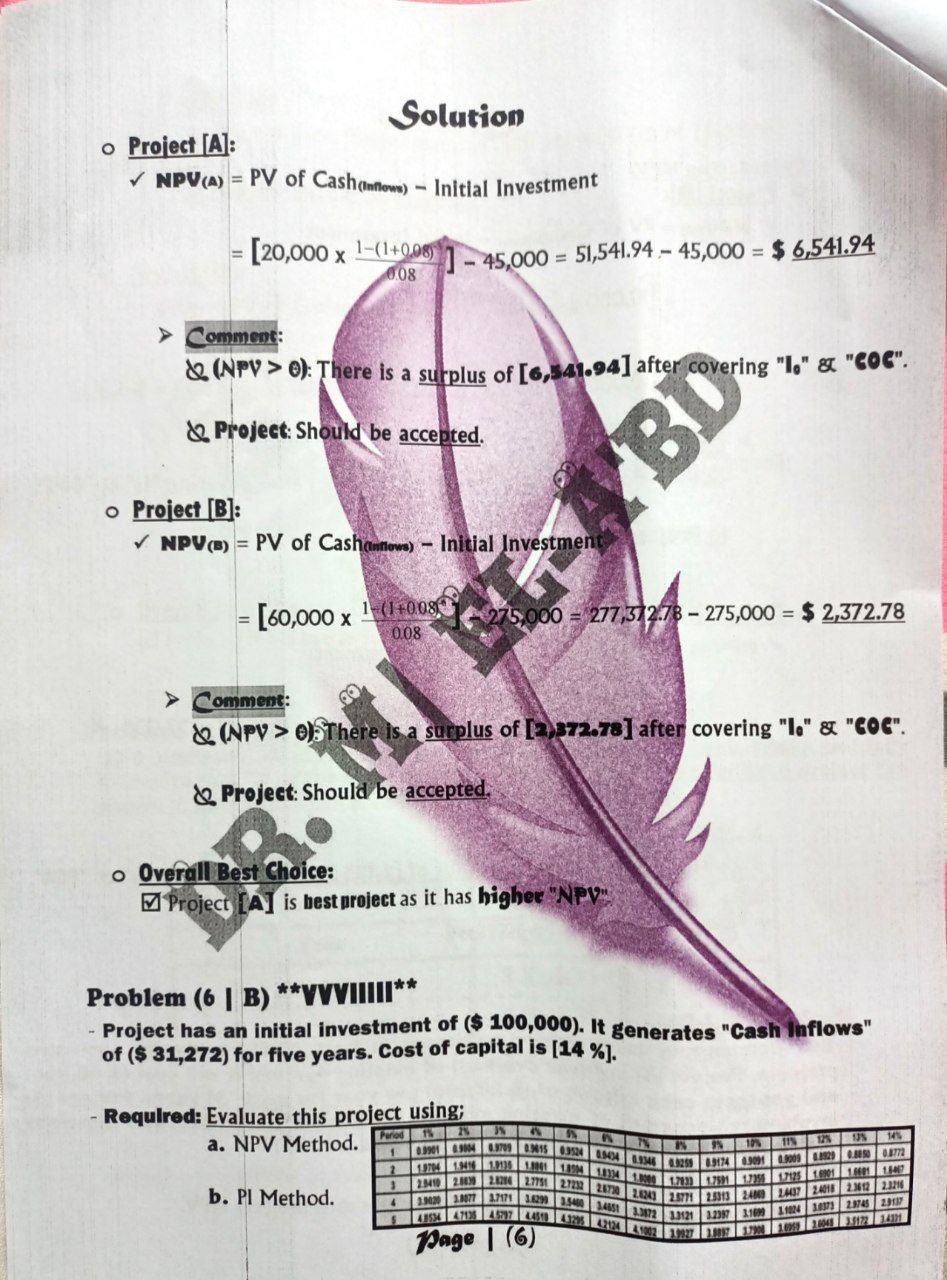 Solution
Project [A]:
✓ NPV(A) = PV of Cash(Inflows) – Initial Investment
= [20,000 x 1–(1+0.08) / 0.08] – 45,000 = 51,541.94 – 45,000 = $ 6,541.94
➢ Comment:
(NPV > 0): There is a surplus of [6,541.94] after covering "I₀" & "COC".
Project: Should be accepted.
Project [B]:
✓ NPV(B) = PV of Cash(Inflows) – Initial Investment
= [60,000 x 1–(1+0.08) / 0.08] – 275,000 = 277,372.78 – 275,000 = $ 2,372.78
➢ Comment:
(NPV > 0): There is a surplus of [2,372.78] after covering "I₀" & "COC".
Project: Should be accepted.
Overall Best Choice:
☑ Project [A] is best project as it has higher "NPV".
DR. M/ EL-A'BD
Problem (6 | B) **VVVIIIII**
- Project has an initial investment of ($ 100,000). It generates "Cash Inflows"
of ($ 31,272) for five years. Cost of capital is [14 %].
- Required: Evaluate this project using;
a. NPV Method.
b. PI Method.
Period 1% 2% 3% 4% 5% 6% 7% 8% 9% 10% 11% 12% 13% 14%
1 0.9901 0.9804 0.9709 0.9615 0.9524 0.9434 0.9346 0.9259 0.9174 0.9091 0.9009 0.8929 0.8850 0.8772
2 1.9704 1.9416 1.9135 1.8861 1.8594 1.8334 1.8080 1.7833 1.7591 1.7355 1.7125 1.6901 1.6681 1.6467
3 2.9410 2.8839 2.8286 2.7751 2.7232 2.6730 2.6243 2.5771 2.5313 2.4869 2.4437 2.4018 2.3612 2.3216
4 3.9020 3.8077 3.7171 3.6299 3.5460 3.4651 3.3872 3.3121 3.2397 3.1699 3.1024 3.0373 2.9745 2.9137
5 4.8534 4.7135 4.5797 4.4518 4.3295 4.2124 4.1002 3.9927 3.8897 3.7908 3.6959 3.6048 3.5172 3.4331
Page | (6)